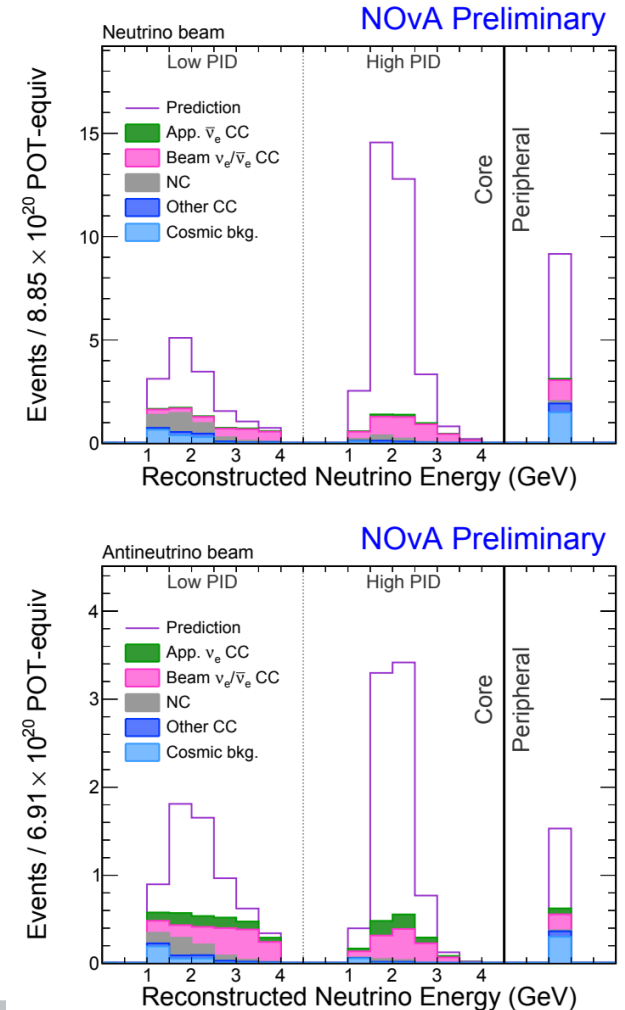 NOvA Preliminary
Neutrino beam
Low PID
High PID
Prediction
App. ν̅ₑ CC
Beam νₑ/ν̅ₑ CC
NC
Other CC
Cosmic bkg.
Core
Peripheral
15
10
5
0
1 2 3 4 1 2 3 4
Events / 8.85 × 10²⁰ POT-equiv
Reconstructed Neutrino Energy (GeV)
NOvA Preliminary
Antineutrino beam
Low PID
High PID
Prediction
App. νₑ CC
Beam νₑ/ν̅ₑ CC
NC
Other CC
Cosmic bkg.
Core
Peripheral
4
3
2
1
0
1 2 3 4 1 2 3 4
Events / 6.91 × 10²⁰ POT-equiv
Reconstructed Neutrino Energy (GeV)